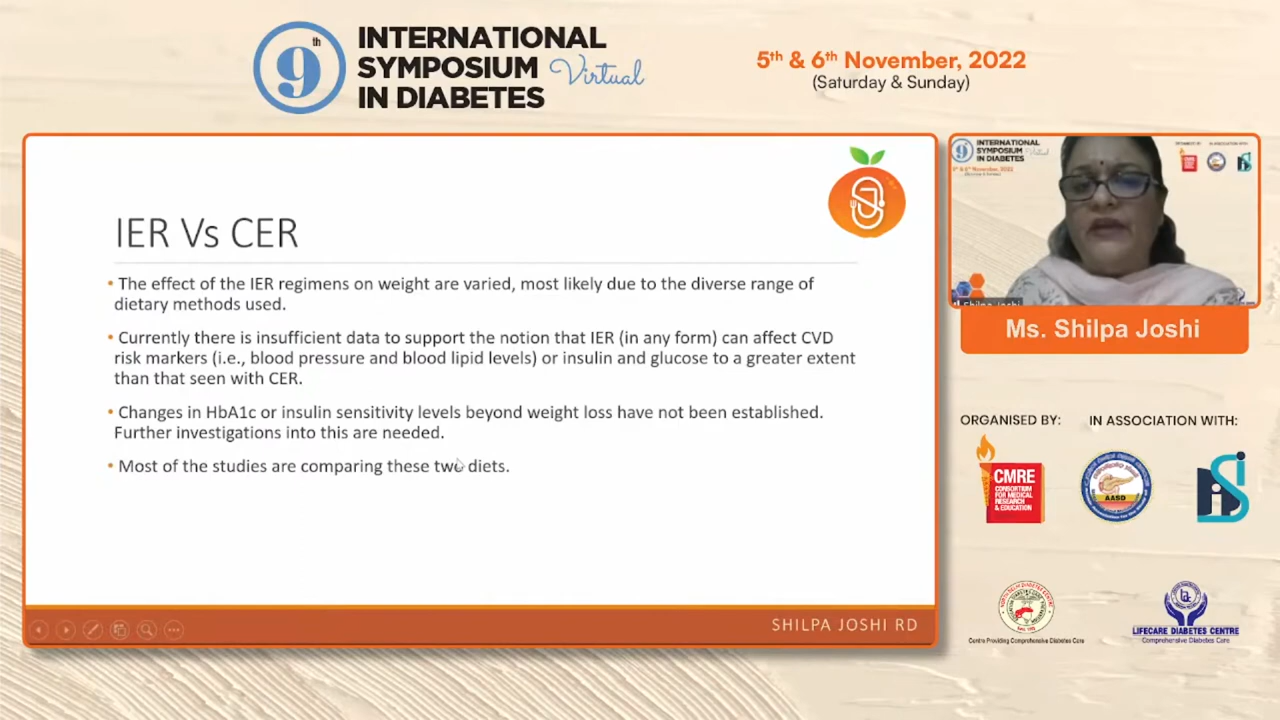 9th
INTERNATIONAL
SYMPOSIUM Virtual
IN DIABETES
5th & 6th November, 2022
(Saturday & Sunday)
IER Vs CER
• The effect of the IER regimens on weight are varied, most likely due to the diverse range of
dietary methods used.
• Currently there is insufficient data to support the notion that IER (in any form) can affect CVD
risk markers (i.e., blood pressure and blood lipid levels) or insulin and glucose to a greater extent
than that seen with CER.
• Changes in HbA1c or insulin sensitivity levels beyond weight loss have not been established.
Further investigations into this are needed.
• Most of the studies are comparing these two diets.
SHILPA JOSHI RD
9
INTERNATIONAL
SYMPOSIUM Virtual
IN DIABETES
Shilpa Joshi
Ms. Shilpa Joshi
ORGANISED BY:
IN ASSOCIATION WITH:
CMRE
CONSORTIUM
FOR MEDICAL
RESEARCH
& EDUCATION
AASD
Centre Providing Comprehensive Diabetes Care
LIFECARE DIABETES CENTRE
Comprehensive Diabetes Care